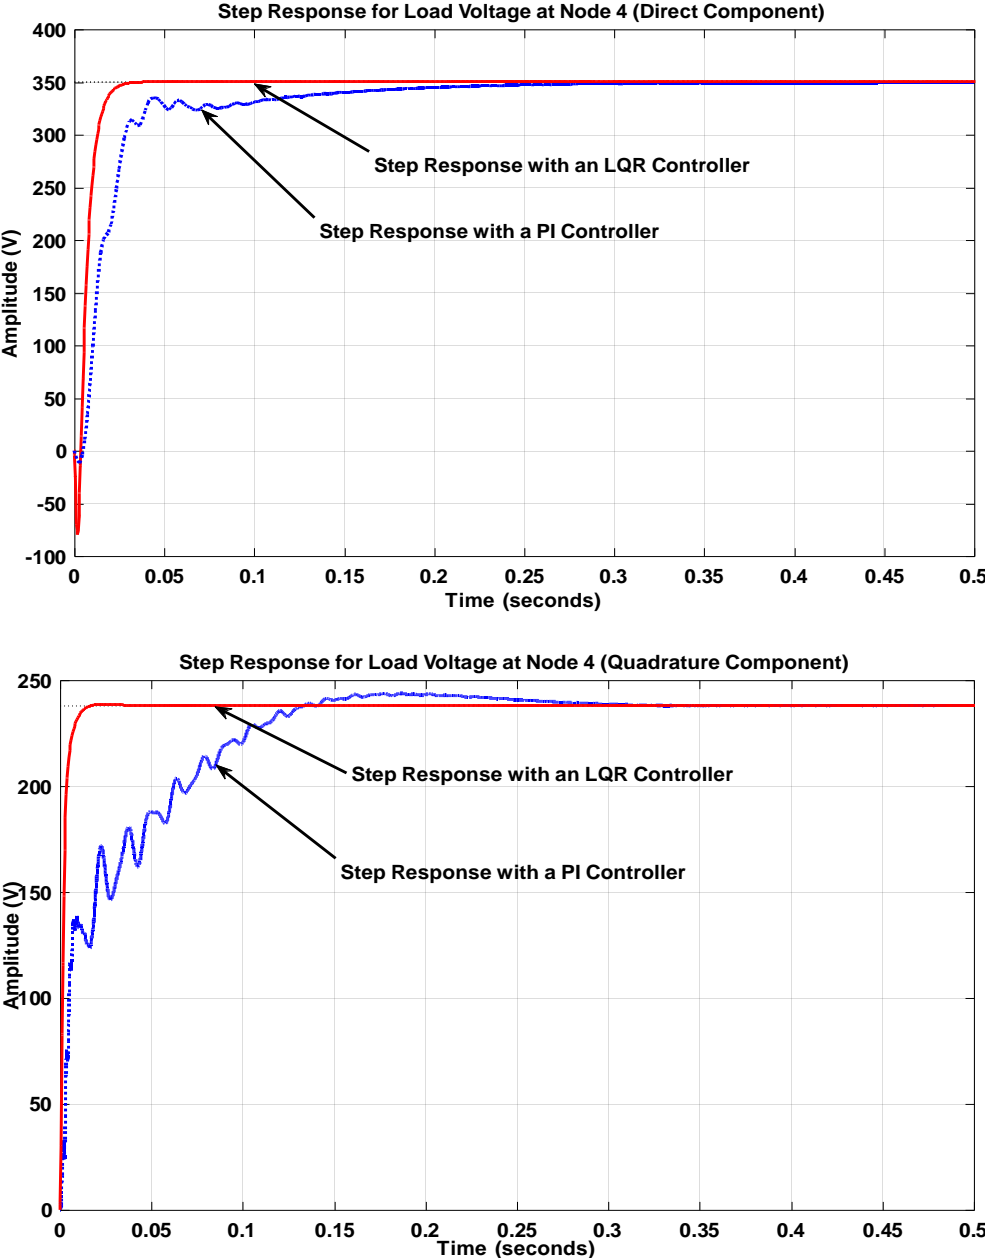 Step Response for Load Voltage at Node 4 (Direct Component)
400
350
300
250
200
150
100
50
0
-50
-100
Amplitude (V)
Step Response with an LQR Controller
Step Response with a PI Controller
0 0.05 0.1 0.15 0.2 0.25 0.3 0.35 0.4 0.45 0.5
Time (seconds)
Step Response for Load Voltage at Node 4 (Quadrature Component)
250
200
150
100
50
0
Amplitude (V)
Step Response with an LQR Controller
Step Response with a PI Controller
0 0.05 0.1 0.15 0.2 0.25 0.3 0.35 0.4 0.45 0.5
Time (seconds)